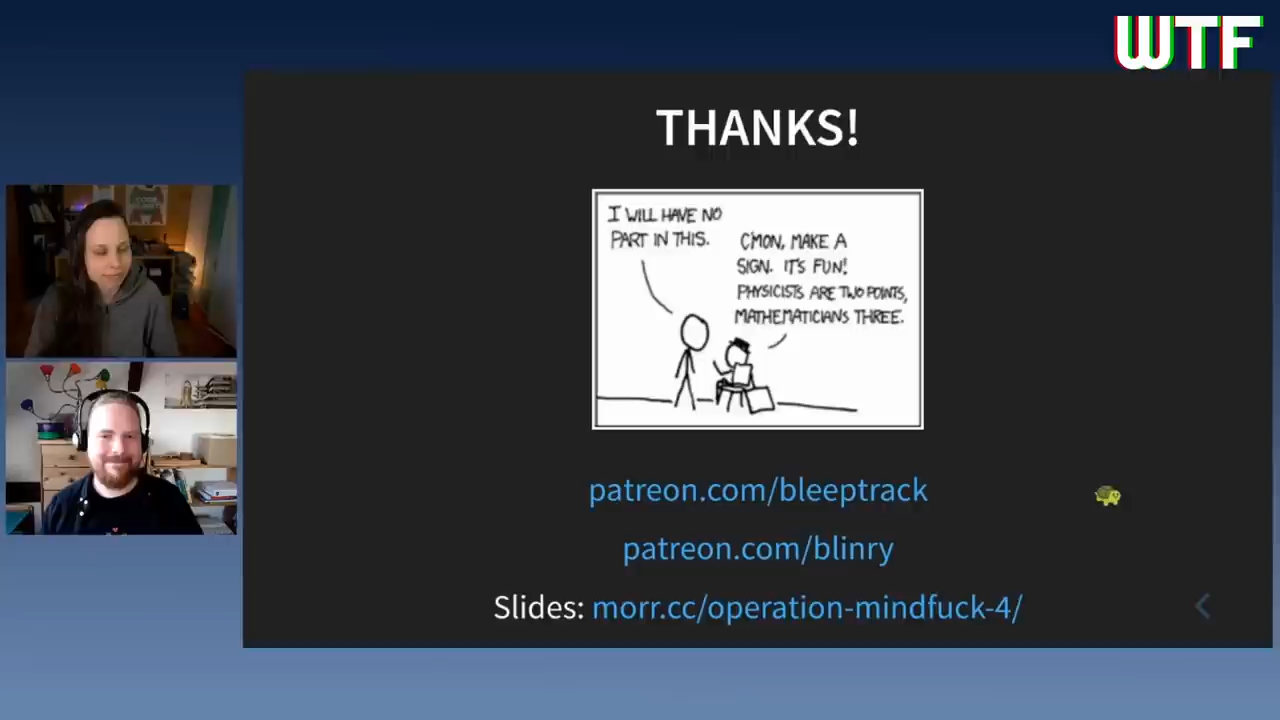 WTF
THANKS!
I WILL HAVE NO
PART IN THIS.
C'MON, MAKE A
SIGN. IT'S FUN!
PHYSICISTS ARE TWO POINTS,
MATHEMATICIANS THREE.
patreon.com/bleeptrack
patreon.com/blinry
Slides: morr.cc/operation-mindfuck-4/